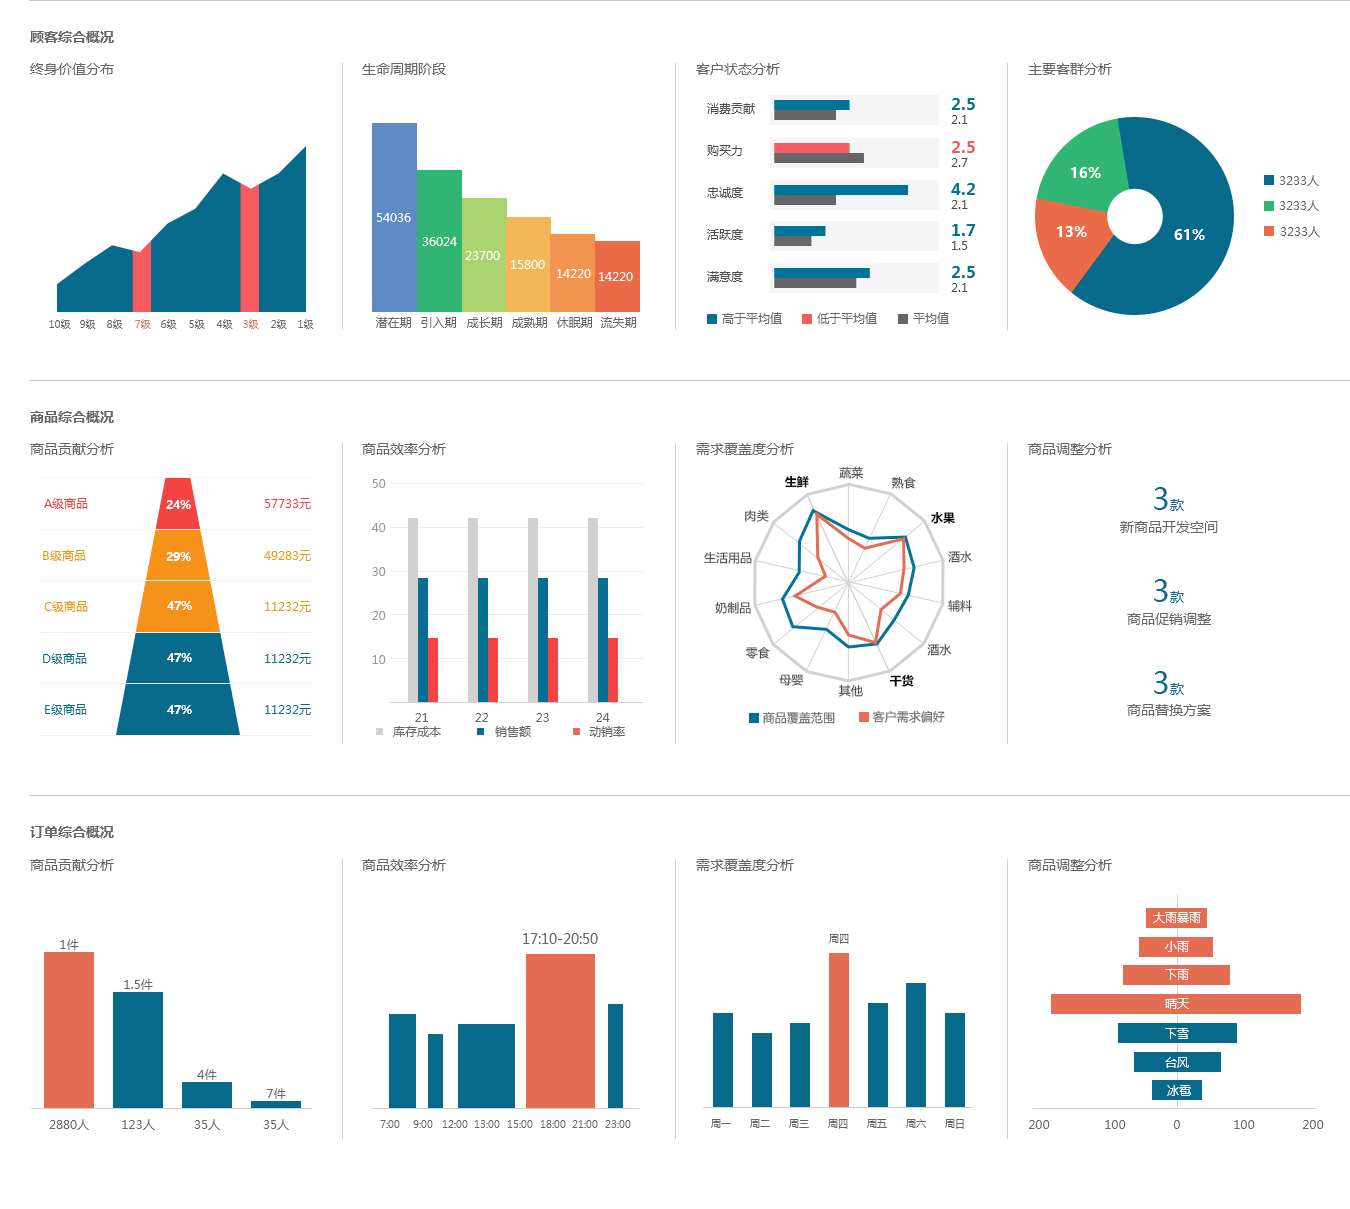 顾客综合概况
终身价值分布
10级 9级 8级 7级 6级 5级 4级 3级 2级 1级
生命周期阶段
54036
36024
23700
15800
14220
14220
潜在期 引入期 成长期 成熟期 休眠期 流失期
客户状态分析
消费贡献 2.5
2.1
购买力 2.5
2.7
忠诚度 4.2
2.1
活跃度 1.7
1.5
满意度 2.5
2.1
高于平均值 低于平均值 平均值
主要客群分析
16%
13%
61%
3233人
3233人
3233人
商品综合概况
商品贡献分析
A级商品 24% 57733元
B级商品 29% 49283元
C级商品 47% 11232元
D级商品 47% 11232元
E级商品 47% 11232元
商品效率分析
50
40
30
20
10
21 22 23 24
库存成本 销售额 动销率
需求覆盖度分析
蔬菜
熟食
水果
酒水
辅料
酒水
干货
其他
母婴
零食
奶制品
生活用品
肉类
生鲜
商品覆盖范围 客户需求偏好
商品调整分析
3款
新商品开发空间
3款
商品促销调整
3款
商品替换方案
订单综合概况
商品贡献分析
1件
1.5件
4件
7件
2880人 123人 35人 35人
商品效率分析
17:10-20:50
7:00 9:00 12:00 13:00 15:00 18:00 21:00 23:00
需求覆盖度分析
周四
周一 周二 周三 周四 周五 周六 周日
商品调整分析
大雨暴雨
小雨
下雨
晴天
下雪
台风
冰雹
200 100 0 100 200